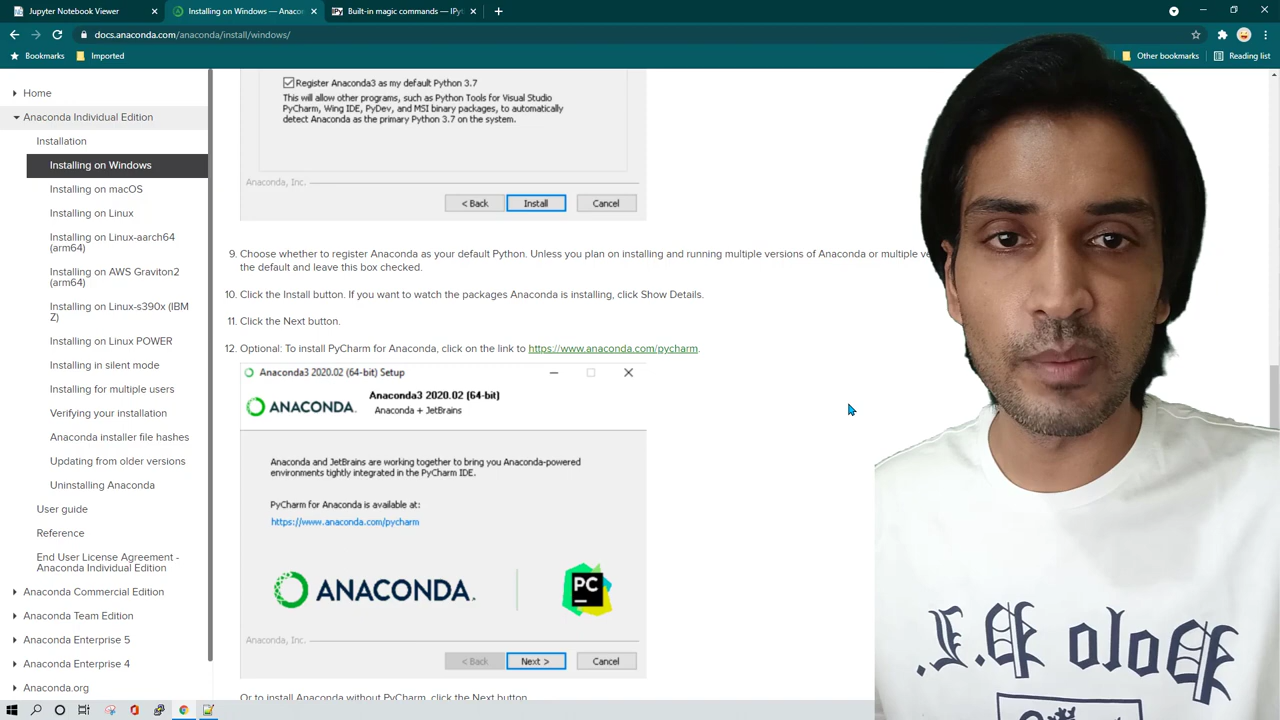 Jupyter Notebook Viewer
Installing on Windows — Anacon
Built-in magic commands — IPyt
docs.anaconda.com/anaconda/install/windows/
Bookmarks
Imported
Other bookmarks
Reading list
Home
Anaconda Individual Edition
Installation
Installing on Windows
Installing on macOS
Installing on Linux
Installing on Linux-aarch64
(arm64)
Installing on AWS Graviton2
(arm64)
Installing on Linux-s390x (IBM
Z)
Installing on Linux POWER
Installing in silent mode
Installing for multiple users
Verifying your installation
Anaconda installer file hashes
Updating from older versions
Uninstalling Anaconda
User guide
Reference
End User License Agreement -
Anaconda Individual Edition
Anaconda Commercial Edition
Anaconda Team Edition
Anaconda Enterprise 5
Anaconda Enterprise 4
Anaconda.org
Register Anaconda3 as my default Python 3.7
This will allow other programs, such as Python Tools for Visual Studio
PyCharm, Wing IDE, PyDev, and MSI binary packages, to automatically
detect Anaconda as the primary Python 3.7 on the system.
Anaconda, Inc.
< Back
Install
Cancel
9. Choose whether to register Anaconda as your default Python. Unless you plan on installing and running multiple versions of Anaconda or multiple ve
the default and leave this box checked.
10. Click the Install button. If you want to watch the packages Anaconda is installing, click Show Details.
11. Click the Next button.
12. Optional: To install PyCharm for Anaconda, click on the link to https://www.anaconda.com/pycharm.
Anaconda3 2020.02 (64-bit) Setup
ANACONDA.
Anaconda3 2020.02 (64-bit)
Anaconda + JetBrains
Anaconda and JetBrains are working together to bring you Anaconda-powered
environments tightly integrated in the PyCharm IDE.
PyCharm for Anaconda is available at:
https://www.anaconda.com/pycharm
ANACONDA.
PC
Anaconda, Inc.
< Back
Next >
Cancel
Or to install Anaconda without PyCharm, click the Next button.